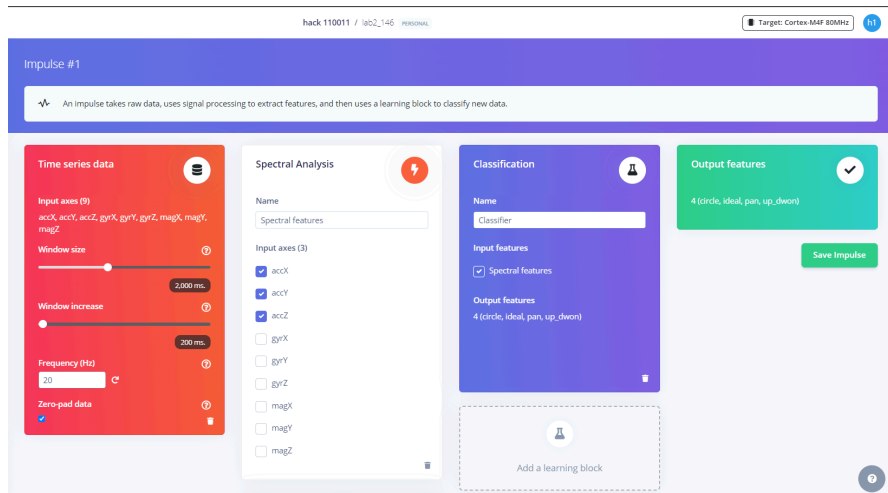 hack 110011 / lab2_146 PERSONAL
Target: Cortex-M4F 80MHz
h1
Impulse #1
An impulse takes raw data, uses signal processing to extract features, and then uses a learning block to classify new data.
Time series data
Input axes (9)
accX, accY, accZ, gyrX, gyrY, gyrZ, magX, magY,
magZ
Window size
?
2,000 ms.
Window increase
?
200 ms.
Frequency (Hz)
?
20
Zero-pad data
?
Spectral Analysis
Name
Spectral features
Input axes (3)
accX
accY
accZ
gyrX
gyrY
gyrZ
magX
magY
magZ
Classification
Name
Classifier
Input features
Spectral features
Output features
4 (circle, ideal, pan, up_dwon)
Add a learning block
Output features
4 (circle, ideal, pan, up_dwon)
Save Impulse
?